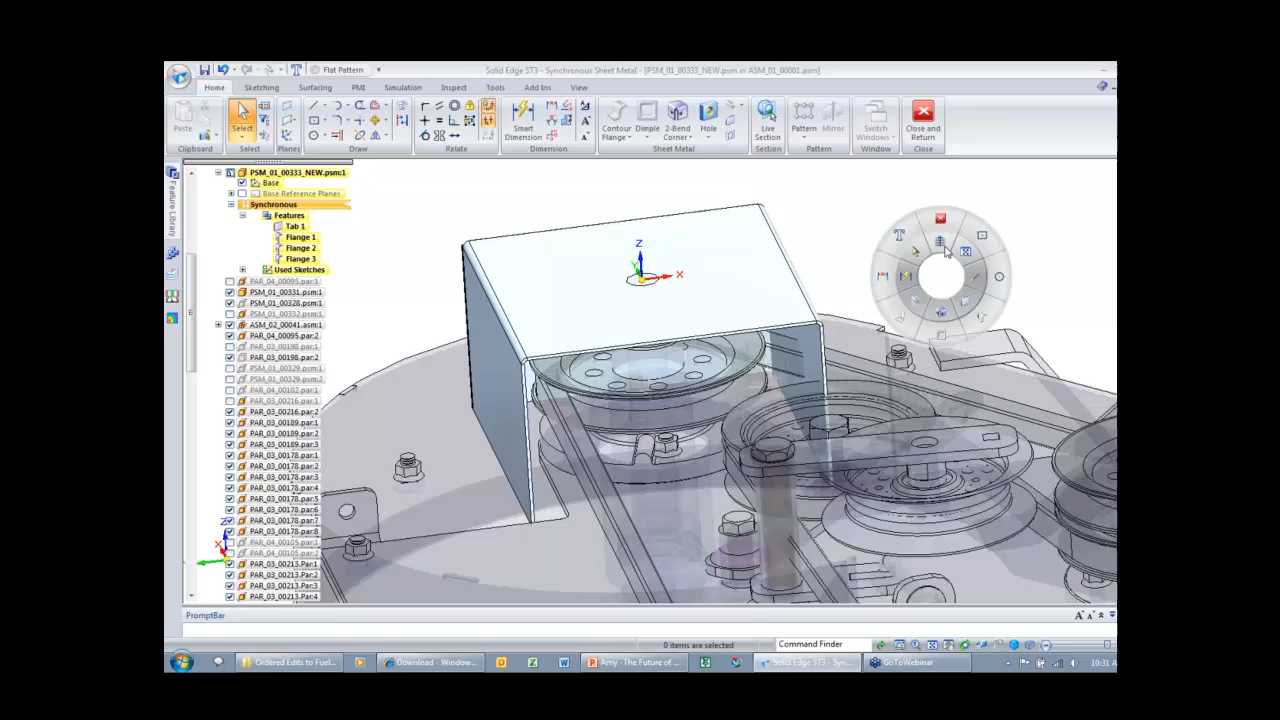 Flat Pattern
Solid Edge ST3 - Synchronous Sheet Metal - [PSM_01_00333_NEW.psm in ASM_01_00001.asm]
Home Sketching Surfacing PMI Simulation Inspect Tools Add Ins View
Paste Select Smart Dimension Contour Flange Dimple 2-Bend Corner Hole Live Section Pattern Mirror Switch Windows Close and Return
Clipboard Select Planes Draw Relate Dimension Sheet Metal Section Pattern Window Close
Feature Library
PSM_01_00333_NEW.psm:1
Base
Base Reference Planes
Synchronous
Features
Tab 1
Flange 1
Flange 2
Flange 3
Used Sketches
PAR_04_00095.par:1
PSM_01_00331.psm:1
PSM_01_00328.psm:1
PSM_01_00332.psm:1
ASM_02_00041.asm:1
PAR_04_00095.par:2
PAR_03_00198.par:1
PAR_03_00198.par:2
PSM_01_00329.psm:1
PSM_01_00329.psm:2
PAR_04_00102.par:1
PAR_03_00216.par:1
PAR_03_00216.par:2
PAR_03_00189.par:1
PAR_03_00189.par:2
PAR_03_00189.par:3
PAR_03_00178.par:1
PAR_03_00178.par:2
PAR_03_00178.par:3
PAR_03_00178.par:4
PAR_03_00178.par:5
PAR_03_00178.par:6
PAR_03_00178.par:7
PAR_03_00178.par:8
PAR_04_00105.par:1
PAR_04_00105.par:2
PAR_03_00213.Par:1
PAR_03_00213.Par:2
PAR_03_00213.Par:3
PAR_03_00213.Par:4
Z
Y
X
Z
X
PromptBar
0 items are selected
Command Finder
Ordered Edits to Fuel... Download - Window... Amy - The Future of ... Solid Edge ST3 - Syn... GoToWebinar 10:31 A